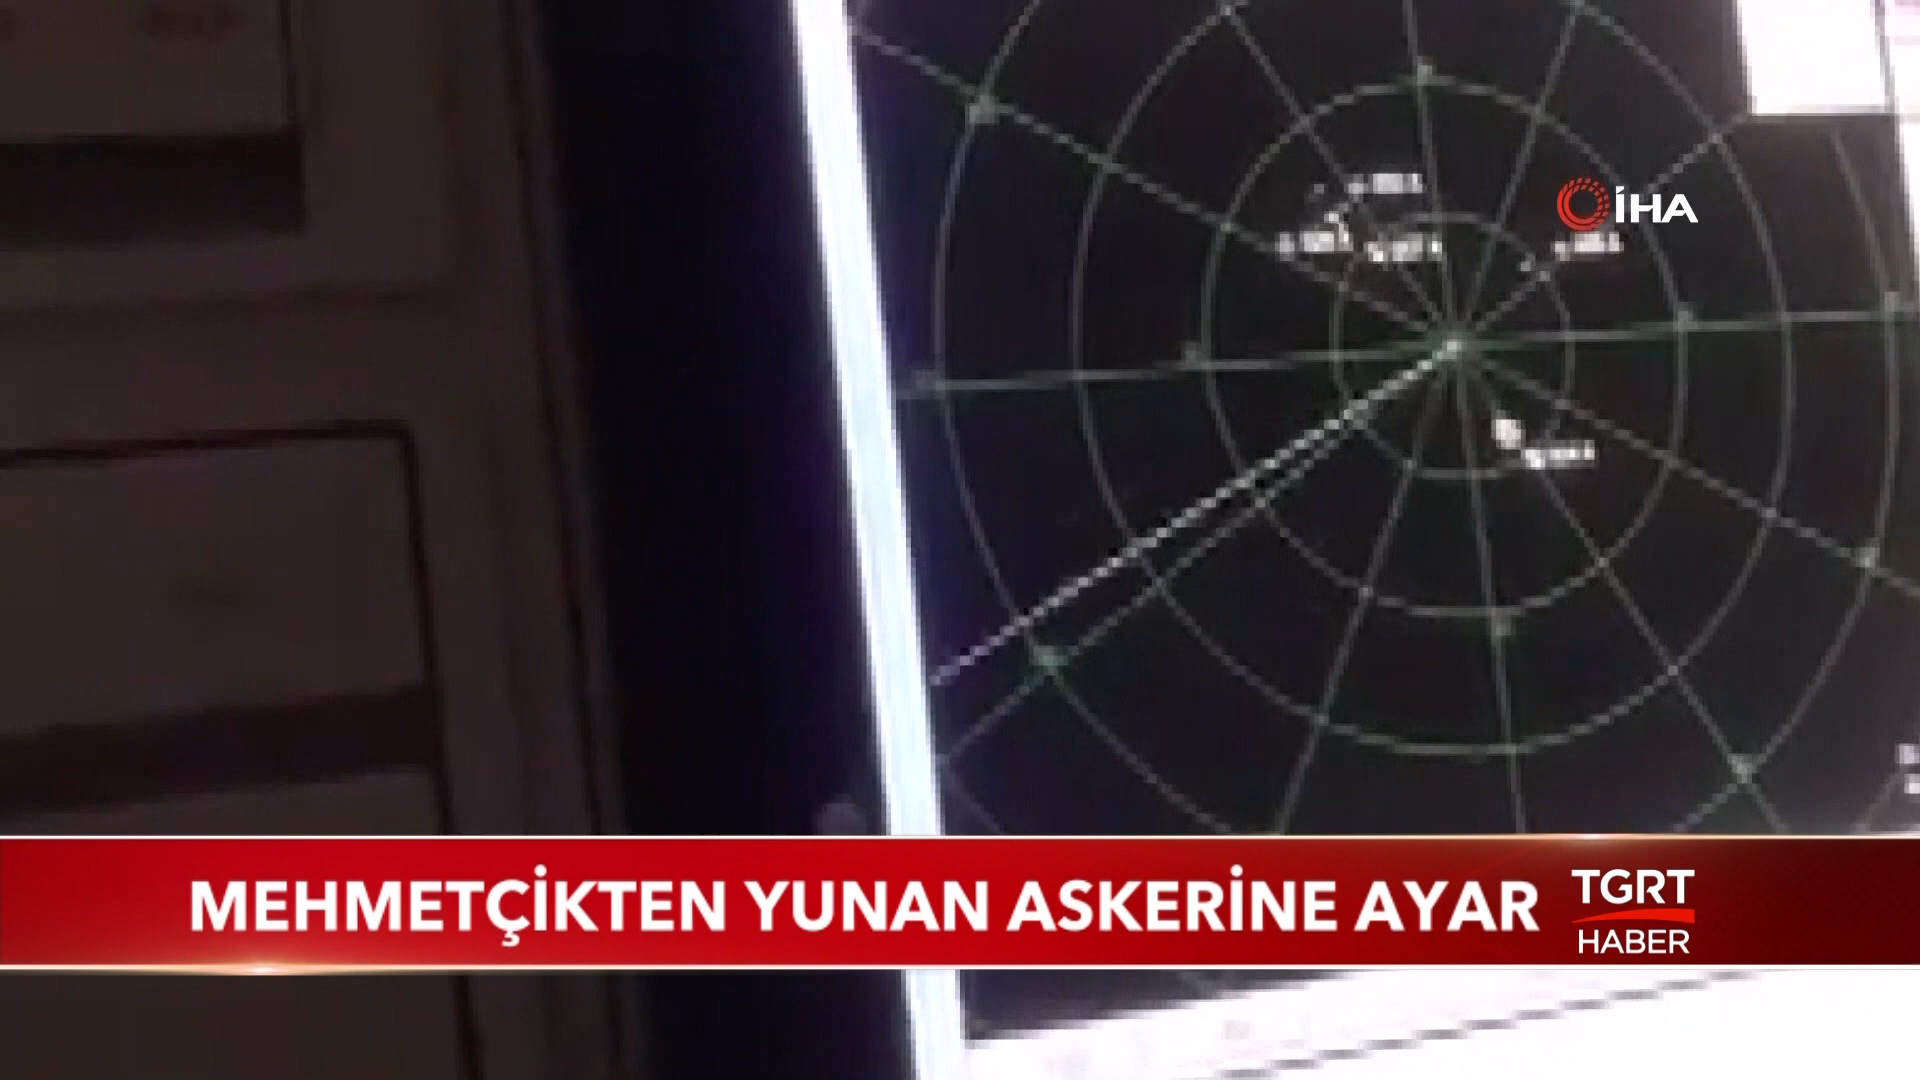 İHA
MEHMETÇİKTEN YUNAN ASKERİNE AYAR
TGRT
HABER